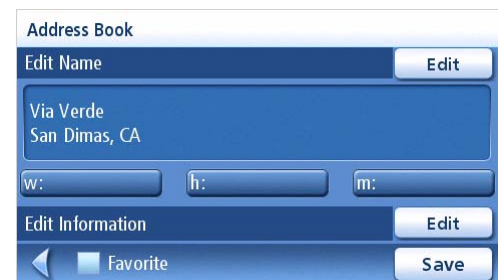 Address Book
Edit Name Edit
Via Verde
San Dimas, CA
w: h: m:
Edit Information Edit
Favorite Save